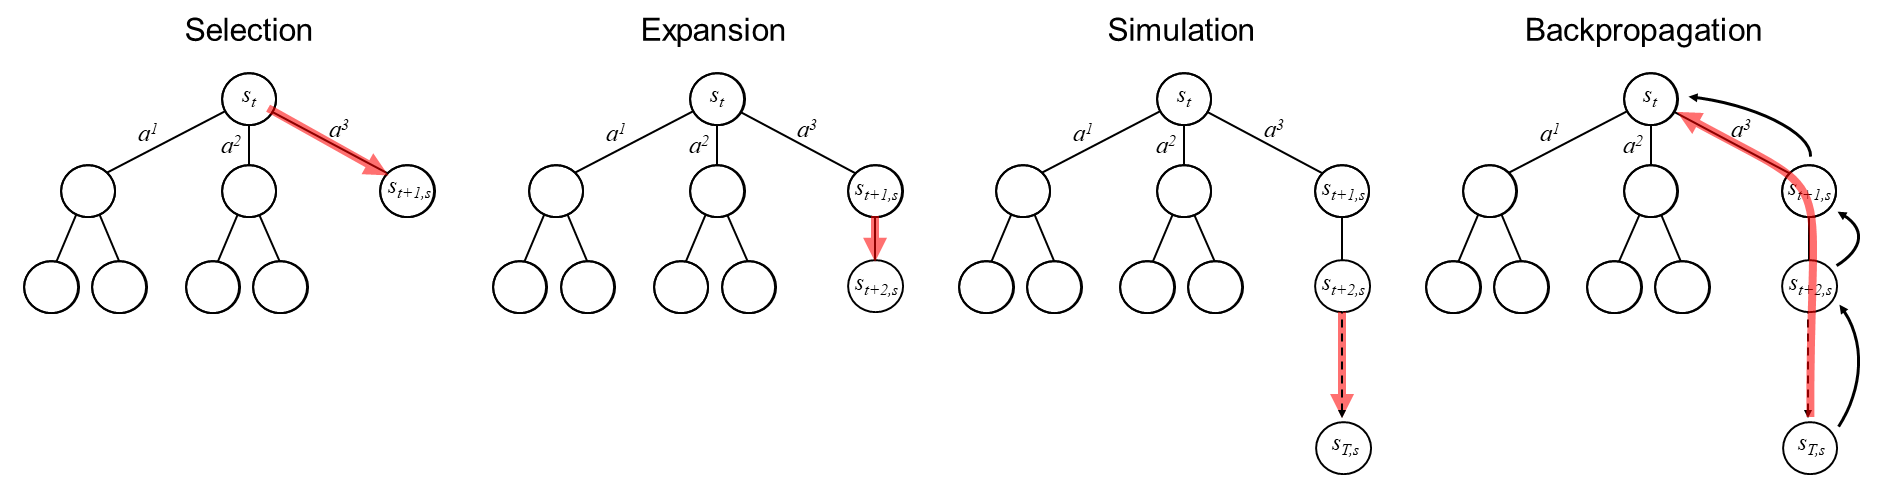 Selection
s_t
a^1
a^2
a^3
s_{t+1,s}
Expansion
s_t
a^1
a^2
a^3
s_{t+1,s}
s_{t+2,s}
Simulation
s_t
a^1
a^2
a^3
s_{t+1,s}
s_{t+2,s}
s_{T,s}
Backpropagation
s_t
a^1
a^2
a^3
s_{t+1,s}
s_{t+2,s}
s_{T,s}